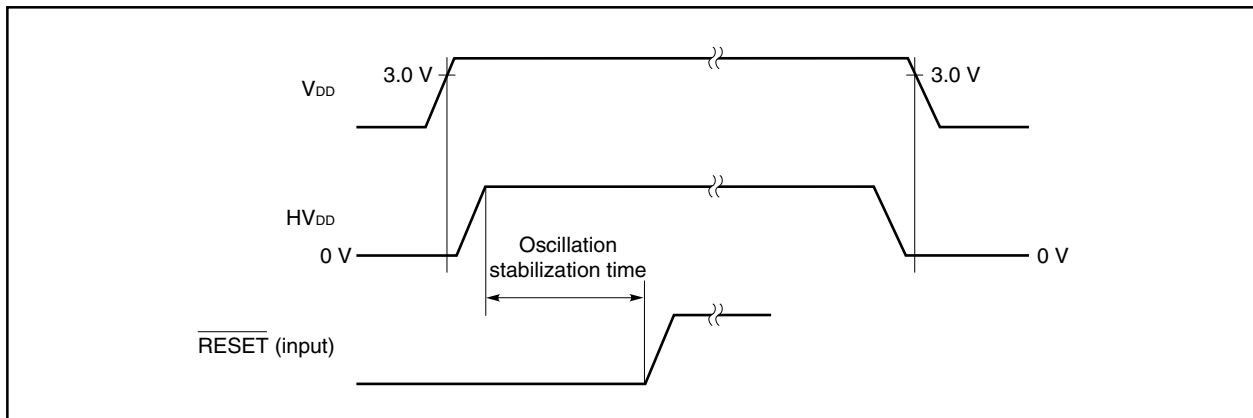 3.0 V
3.0 V
VDD
HVDD
0 V
0 V
Oscillation
stabilization time
RESET (input)